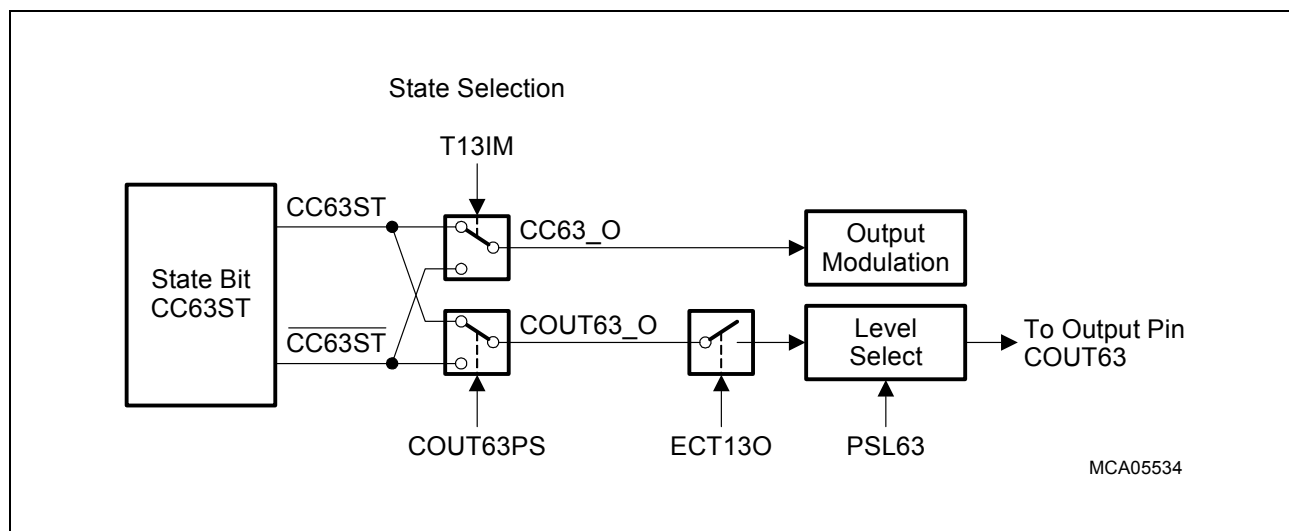 State Selection
T13IM
CC63ST
CC63_O
Output
Modulation
State Bit
CC63ST
CC63ST
COUT63_O
Level
Select
To Output Pin
COUT63
COUT63PS
ECT13O
PSL63
MCA05534